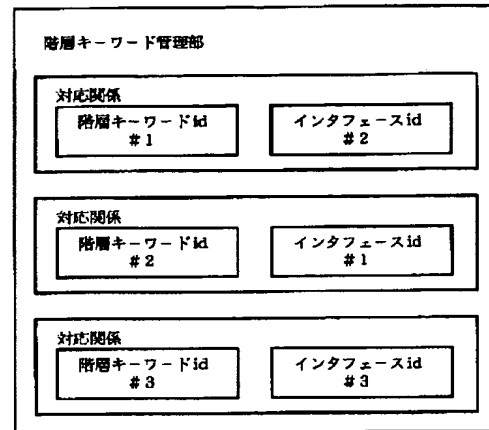 階層キーワード管理部
対応関係
階層キーワードid インタフェースid
#1 #2
対応関係
階層キーワードid インタフェースid
#2 #1
対応関係
階層キーワードid インタフェースid
#3 #3